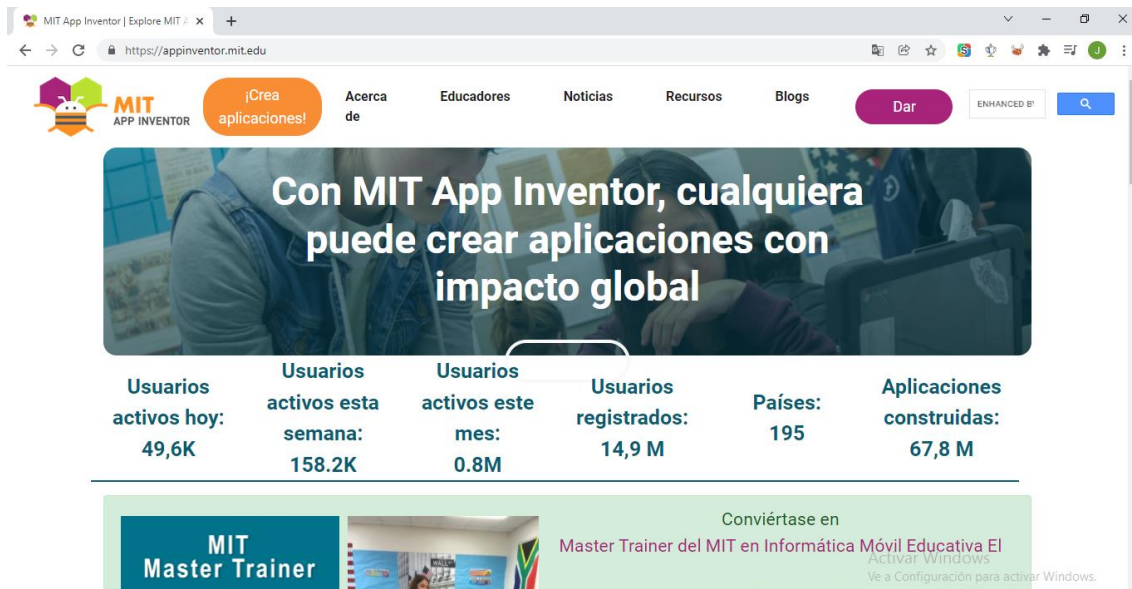 MIT App Inventor | Explore MIT A
https://appinventor.mit.edu
J
MIT
APP INVENTOR
¡Crea
aplicaciones!
Acerca
de
Educadores
Noticias
Recursos
Blogs
Dar
ENHANCED B
Con MIT App Inventor, cualquiera
puede crear aplicaciones con
impacto global
Usuarios
activos hoy:
49,6K
Usuarios
activos esta
semana:
158.2K
Usuarios
activos este
mes:
0.8M
Usuarios
registrados:
14,9 M
Países:
195
Aplicaciones
construidas:
67,8 M
MIT
Master Trainer
WALLY
Conviértase en
Master Trainer del MIT en Informática Móvil Educativa El
Activar Windows
Ve a Configuración para activar Windows.